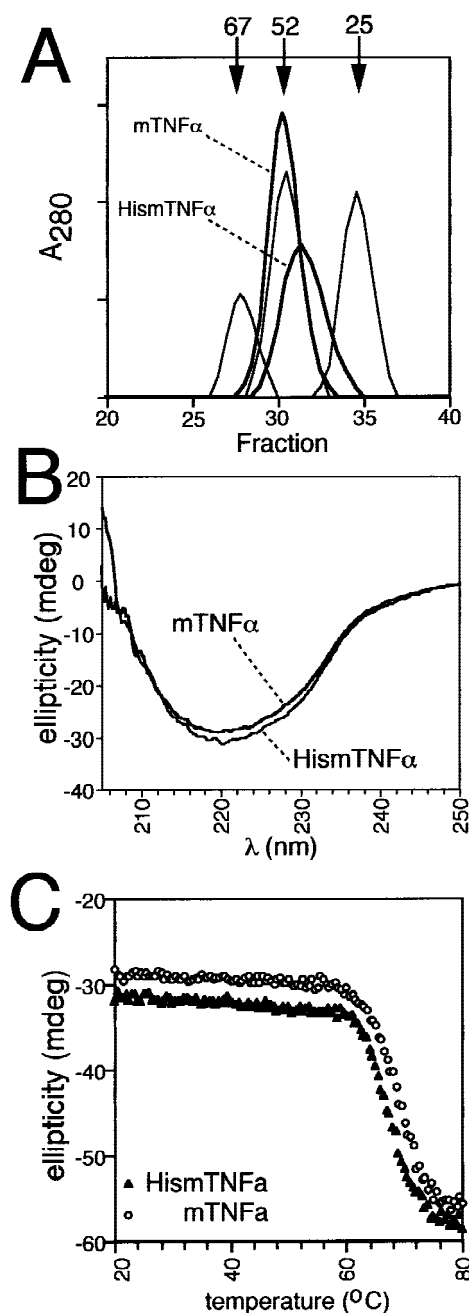 A
67 52 25
mTNFα
HismTNFα
A280
20 25 30 35 40
Fraction
B
20
10
0
-10
-20
-30
-40
ellipticity (mdeg)
mTNFα
HismTNFα
210 220 230 240 250
λ (nm)
C
-20
-30
-40
-50
-60
ellipticity (mdeg)
▲ HismTNFa
○ mTNFa
20 40 60 80
temperature (°C)